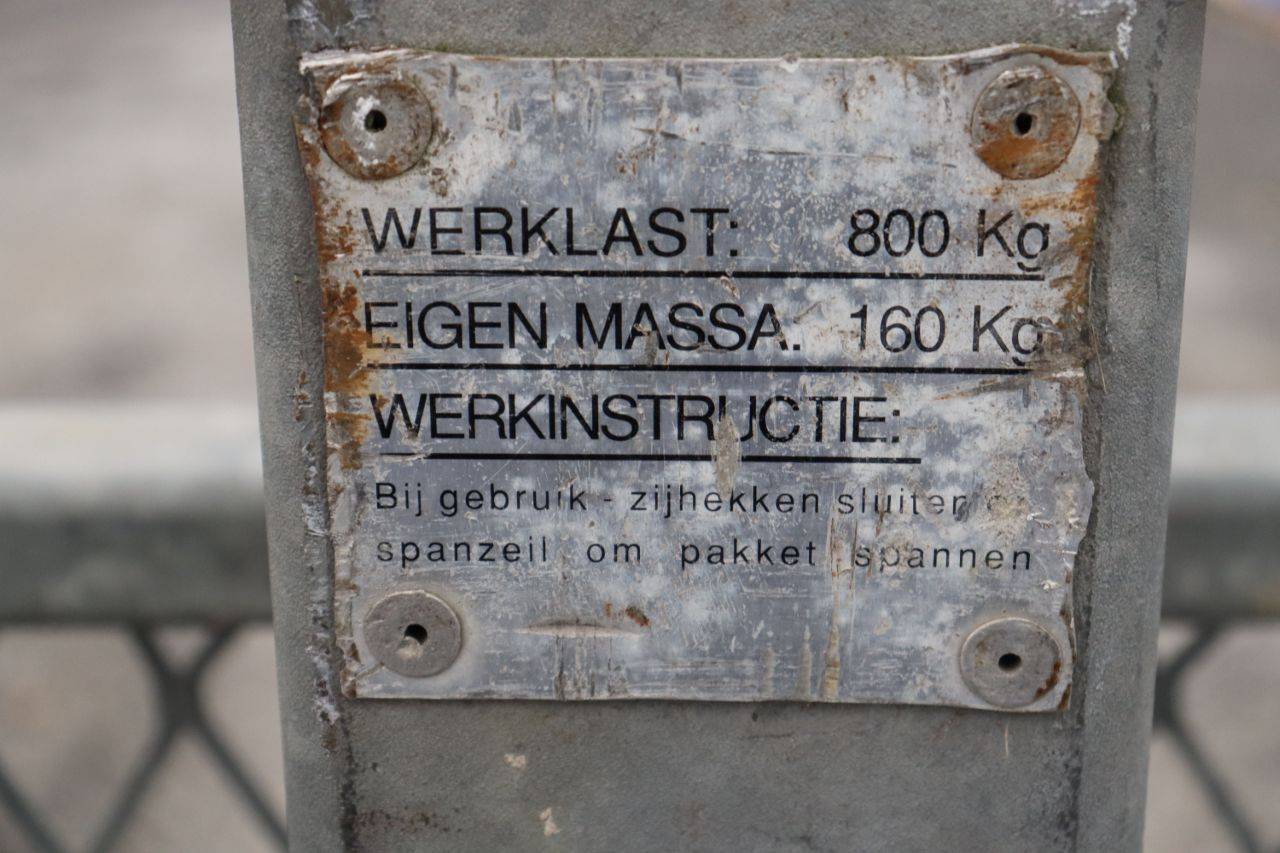 WERKLAST: 800 Kg
EIGEN MASSA. 160 Kg
WERKINSTRUCTIE:
Bij gebruik - zijhekken sluiten
spanzeil om pakket spannen